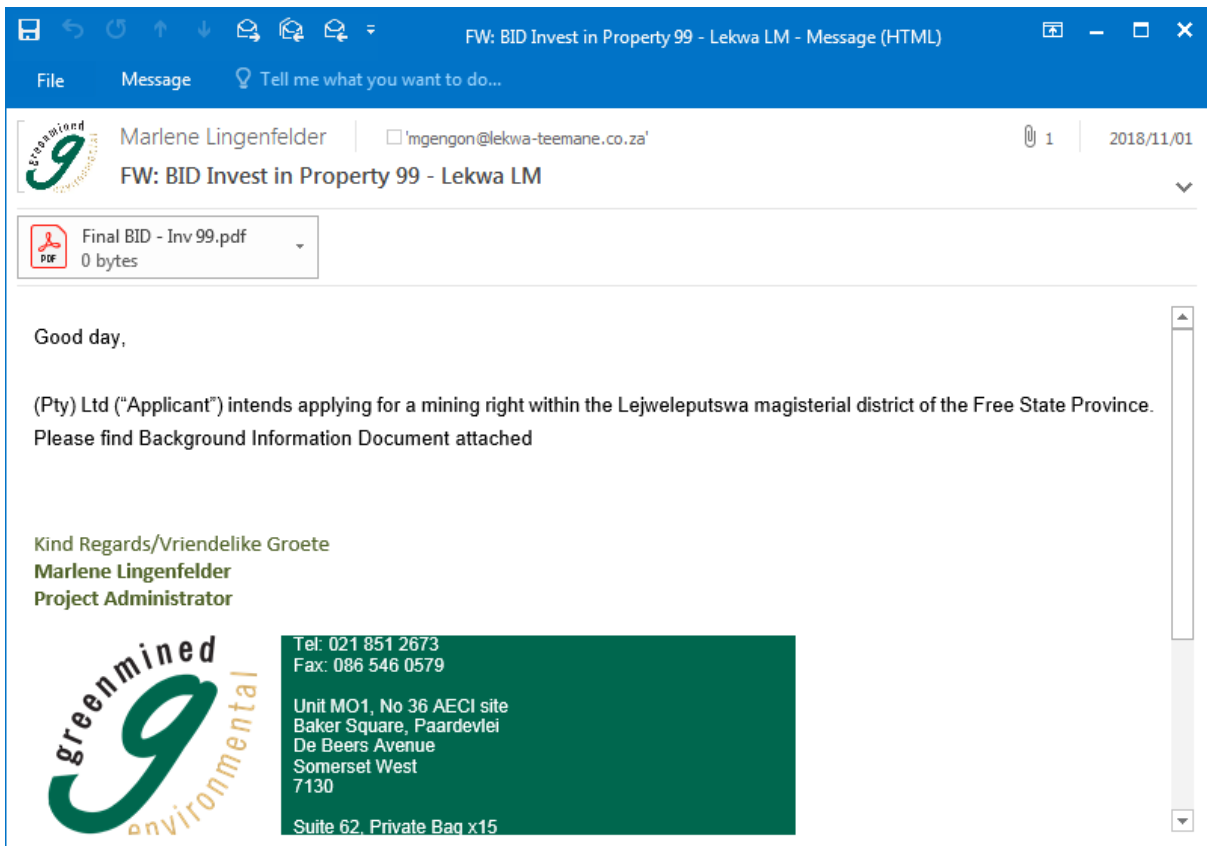 FW: BID Invest in Property 99 - Lekwa LM - Message (HTML)
File Message Tell me what you want to do...
Marlene Lingenfelder 'mgengon@lekwa-teemane.co.za' 1 2018/11/01
FW: BID Invest in Property 99 - Lekwa LM
greenmined
environmental
Final BID - Inv 99.pdf
PDF
0 bytes
Good day,
(Pty) Ltd (“Applicant”) intends applying for a mining right within the Lejweleputswa magisterial district of the Free State Province.
Please find Background Information Document attached
Kind Regards/Vriendelike Groete
Marlene Lingenfelder
Project Administrator
greenmined
environmental
Tel: 021 851 2673
Fax: 086 546 0579
Unit MO1, No 36 AECI site
Baker Square, Paardevlei
De Beers Avenue
Somerset West
7130
Suite 62, Private Bag x15